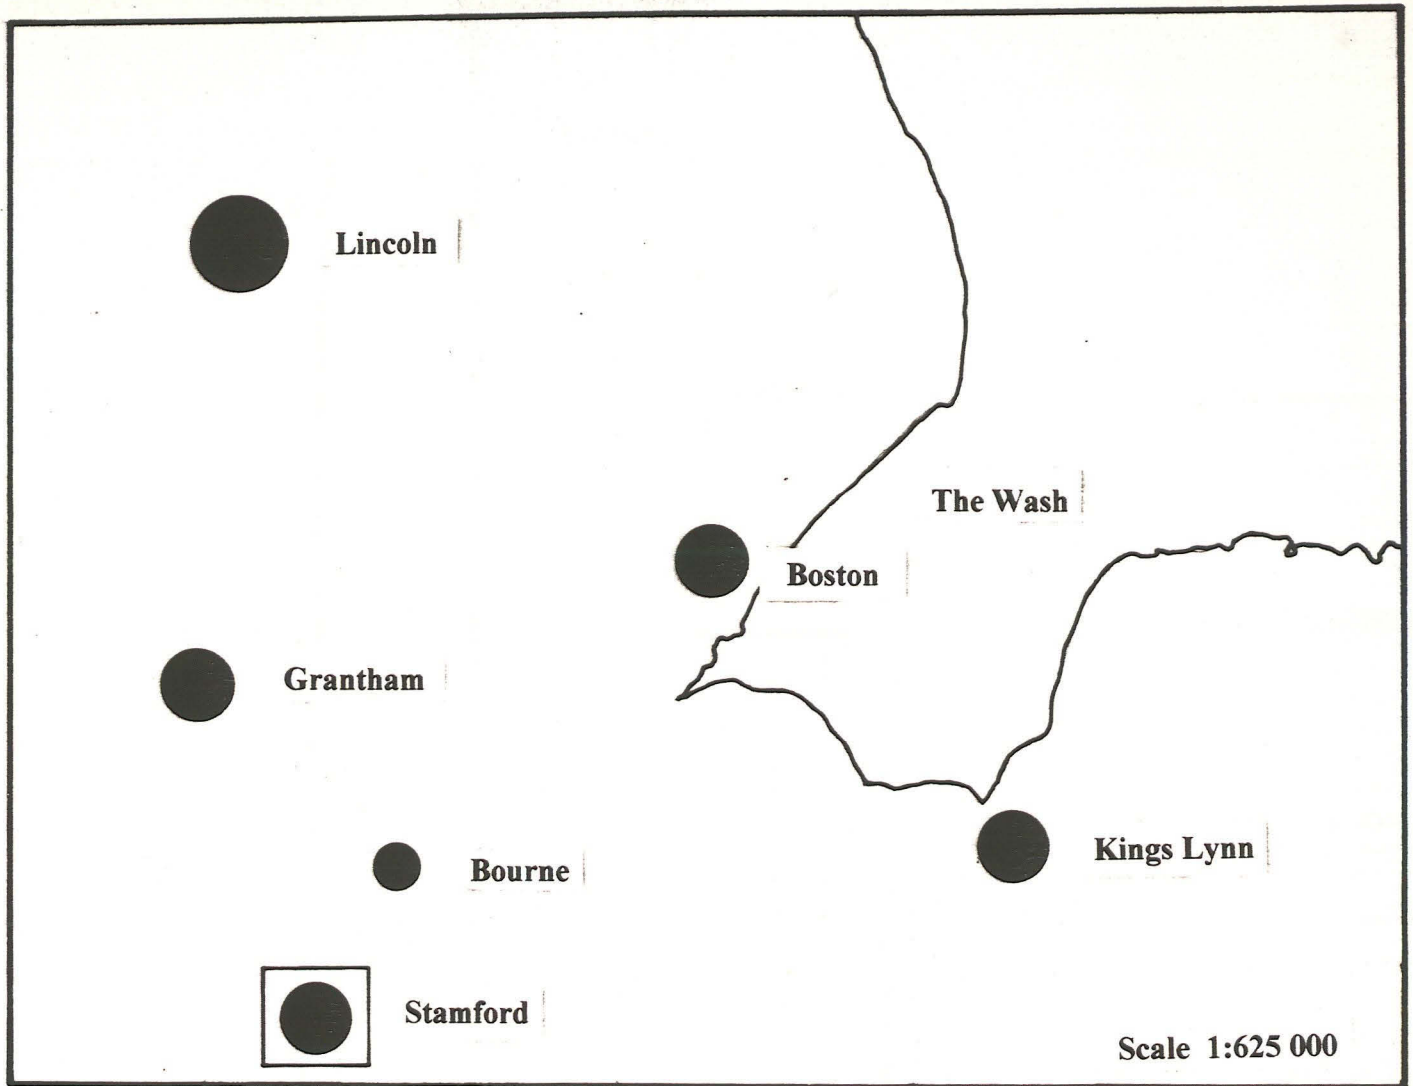 Lincoln
The Wash
Boston
Grantham
Kings Lynn
Bourne
Stamford
Scale 1:625 000